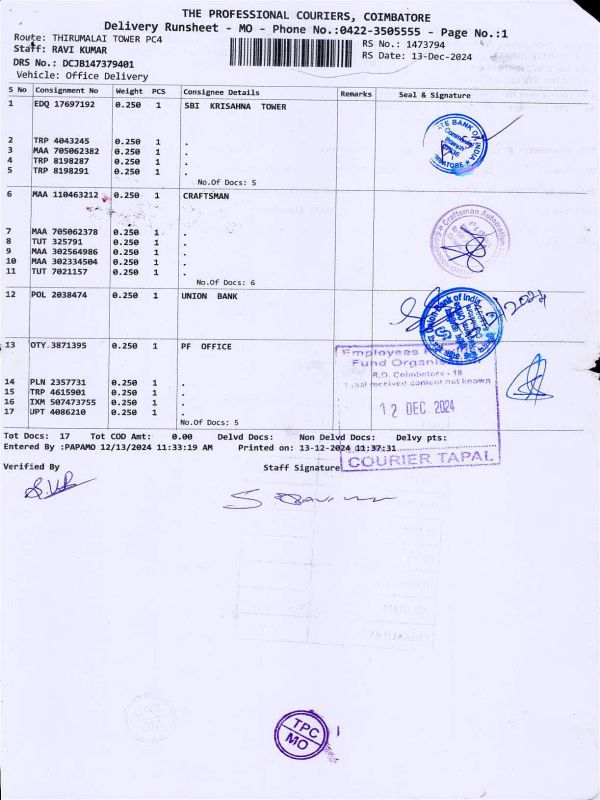 THE PROFESSIONAL COURIERS, COIMBATORE
Delivery Runsheet - MO - Phone No.:0422-3505555 - Page No.:1
Route: THIRUMALAI TOWER PC4
RS No.: 1473794
Staff: RAVI KUMAR
RS Date: 13-Dec-2024
DRS No.: DCJB147379401
Vehicle: Office Delivery
S No Consignment No Weight PCS Consignee Details Remarks Seal & Signature
1 EDQ 17697192 0.250 1 SBI KRISAHNA TOWER
2 TRP 4043245 0.250 1 .
3 MAA 705062382 0.250 1 .
4 TRP 8198287 0.250 1 .
5 TRP 8198291 0.250 1 .
No.Of Docs: 5
6 MAA 110463212 0.250 1 CRAFTSMAN
7 MAA 705062378 0.250 1 .
8 TUT 325791 0.250 1 .
9 MAA 302564986 0.250 1 .
10 MAA 302334504 0.250 1 .
11 TUT 7021157 0.250 1 .
No.Of Docs: 6
Craftsman Automation
12 POL 2038474 0.250 1 UNION BANK
Union Bank of India
13 OTY 3871395 0.250 1 PF OFFICE
14 PLN 2357731 0.250 1 .
15 TRP 4615901 0.250 1 .
16 IXM 507473755 0.250 1 .
17 UPT 4086210 0.250 1 .
No.Of Docs: 5
Employees
Fund Organis
R.O. Coimbatore - 18
received content not known
12 DEC 2024
COURIER TAPAL
Tot Docs: 17 Tot COD Amt: 0.00 Delvd Docs: Non Delvd Docs: Delvy pts:
Entered By :PAPAMO 12/13/2024 11:33:19 AM Printed on: 13-12-2024 11:37:31
Verified By
Staff Signature
TPC
MO